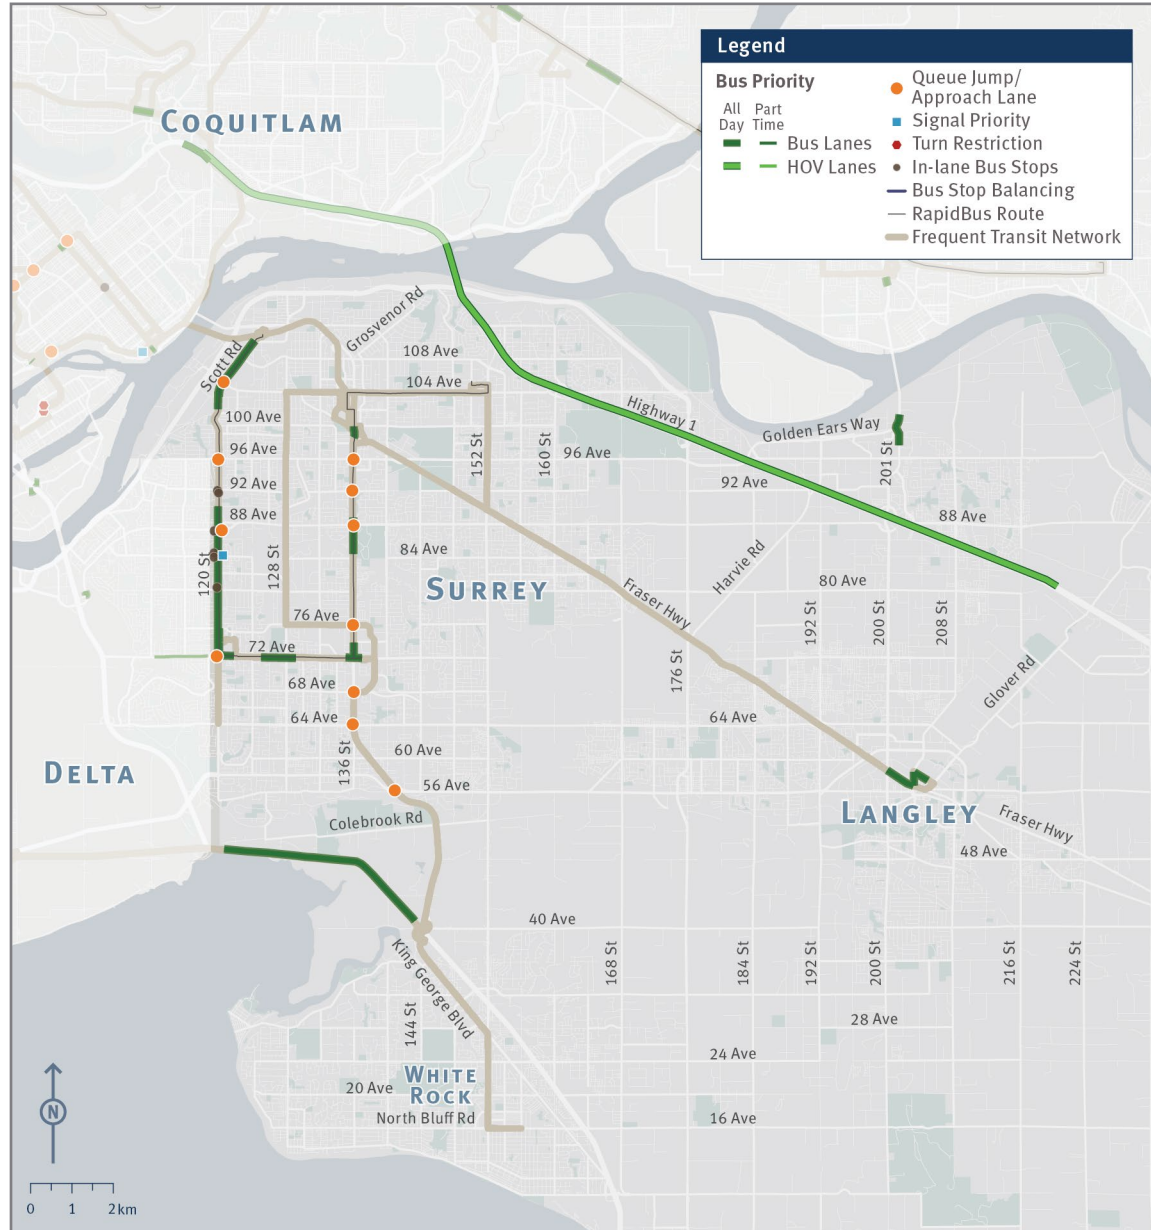 Legend
Bus Priority
All
Day
Part
Time
Bus Lanes
HOV Lanes
Queue Jump/
Approach Lane
Signal Priority
Turn Restriction
In-lane Bus Stops
Bus Stop Balancing
RapidBus Route
Frequent Transit Network
COQUITLAM
Grosvenor Rd
Scott Rd
108 Ave
104 Ave
Highway 1
Golden Ears Way
100 Ave
96 Ave
152 St
160 St
96 Ave
201 St
92 Ave
92 Ave
88 Ave
88 Ave
120 St
128 St
84 Ave
Harvie Rd
80 Ave
SURREY
Fraser Hwy
76 Ave
192 St
200 St
208 St
72 Ave
176 St
68 Ave
Glover Rd
64 Ave
64 Ave
136 St
60 Ave
DELTA
56 Ave
Colebrook Rd
LANGLEY
Fraser Hwy
48 Ave
40 Ave
King George Blvd
168 St
184 St
192 St
200 St
216 St
224 St
144 St
28 Ave
24 Ave
WHITE
ROCK
20 Ave
North Bluff Rd
16 Ave
N
0 1 2km